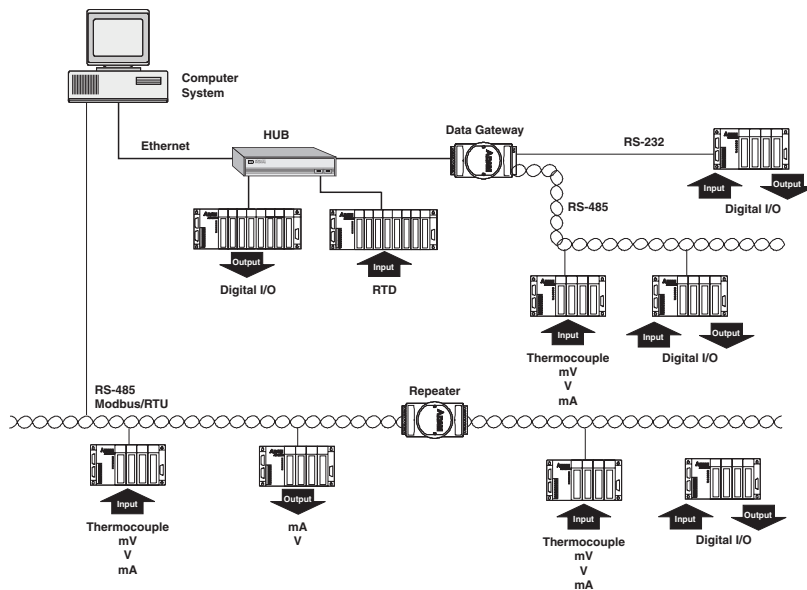 Computer
System
Ethernet
HUB
Data Gateway
RS-232
Input
Output
Digital I/O
RS-485
Output
Digital I/O
Input
RTD
Input
Thermocouple
mV
V
mA
Input
Output
Digital I/O
RS-485
Modbus/RTU
Repeater
Input
Thermocouple
mV
V
mA
Output
mA
V
Input
Thermocouple
mV
V
mA
Input
Output
Digital I/O